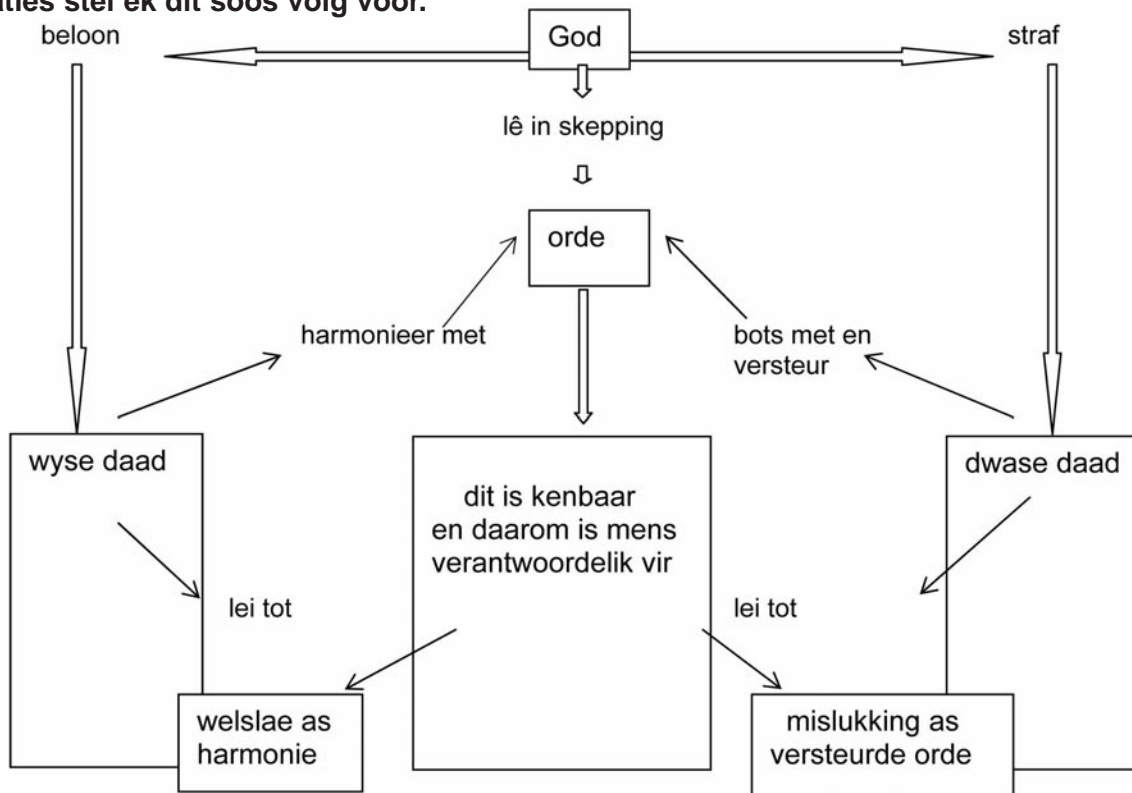 stel ek dit soos volg voor.
beloon
God
straf
lê in skepping
orde
harmonieer met
bots met en
versteur
wyse daad
dit is kenbaar
en daarom is mens
verantwoordelik vir
dwase daad
lei tot
lei tot
welslae as
harmonie
mislukking as
versteurde orde